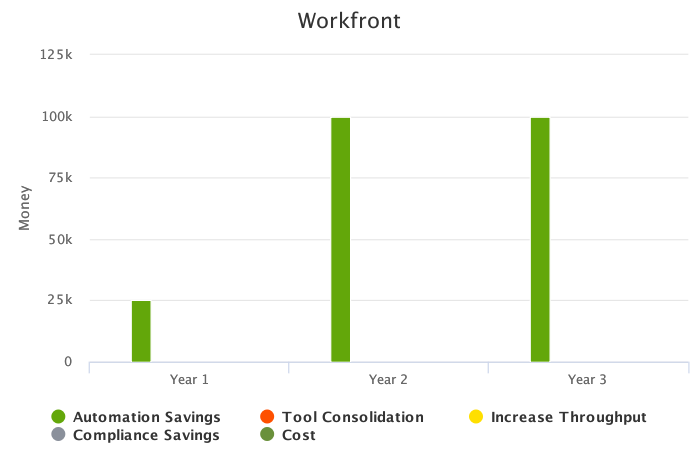 Workfront
125k
100k
75k
50k
25k
0
Money
Year 1 Year 2 Year 3
Automation Savings Tool Consolidation Increase Throughput
Compliance Savings Cost